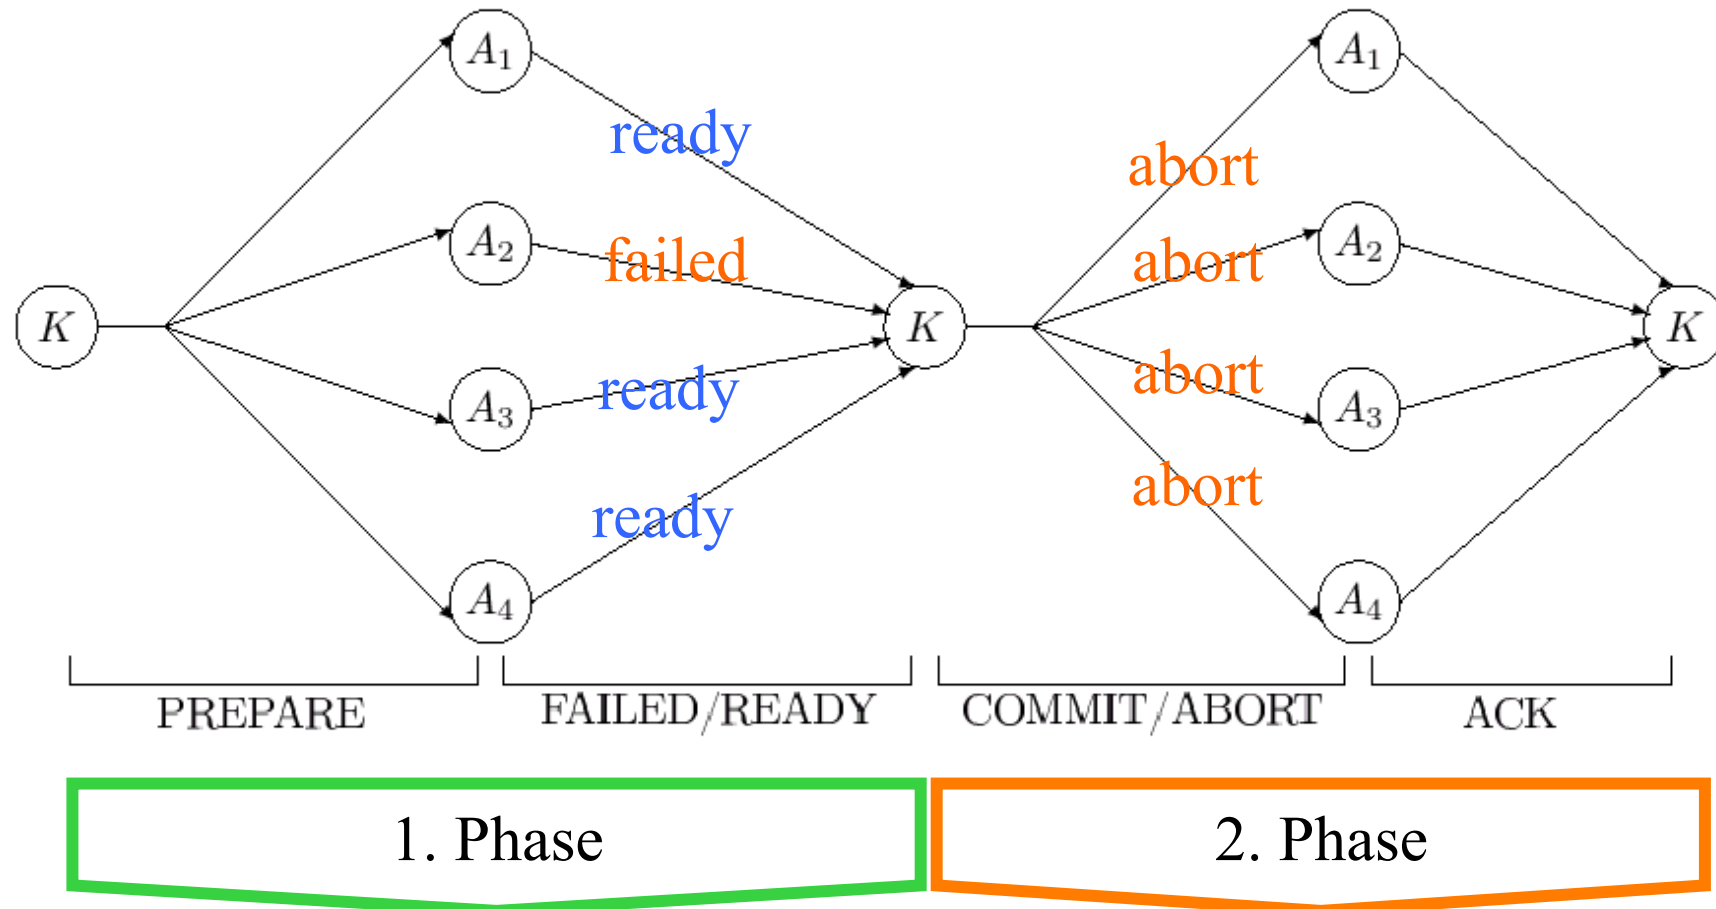 A1 A1
ready
abort
A2 failed abort A2
K K K
A3 ready abort A3
abort
ready
A4 A4
PREPARE FAILED/READY COMMIT/ABORT ACK
1. Phase 2. Phase